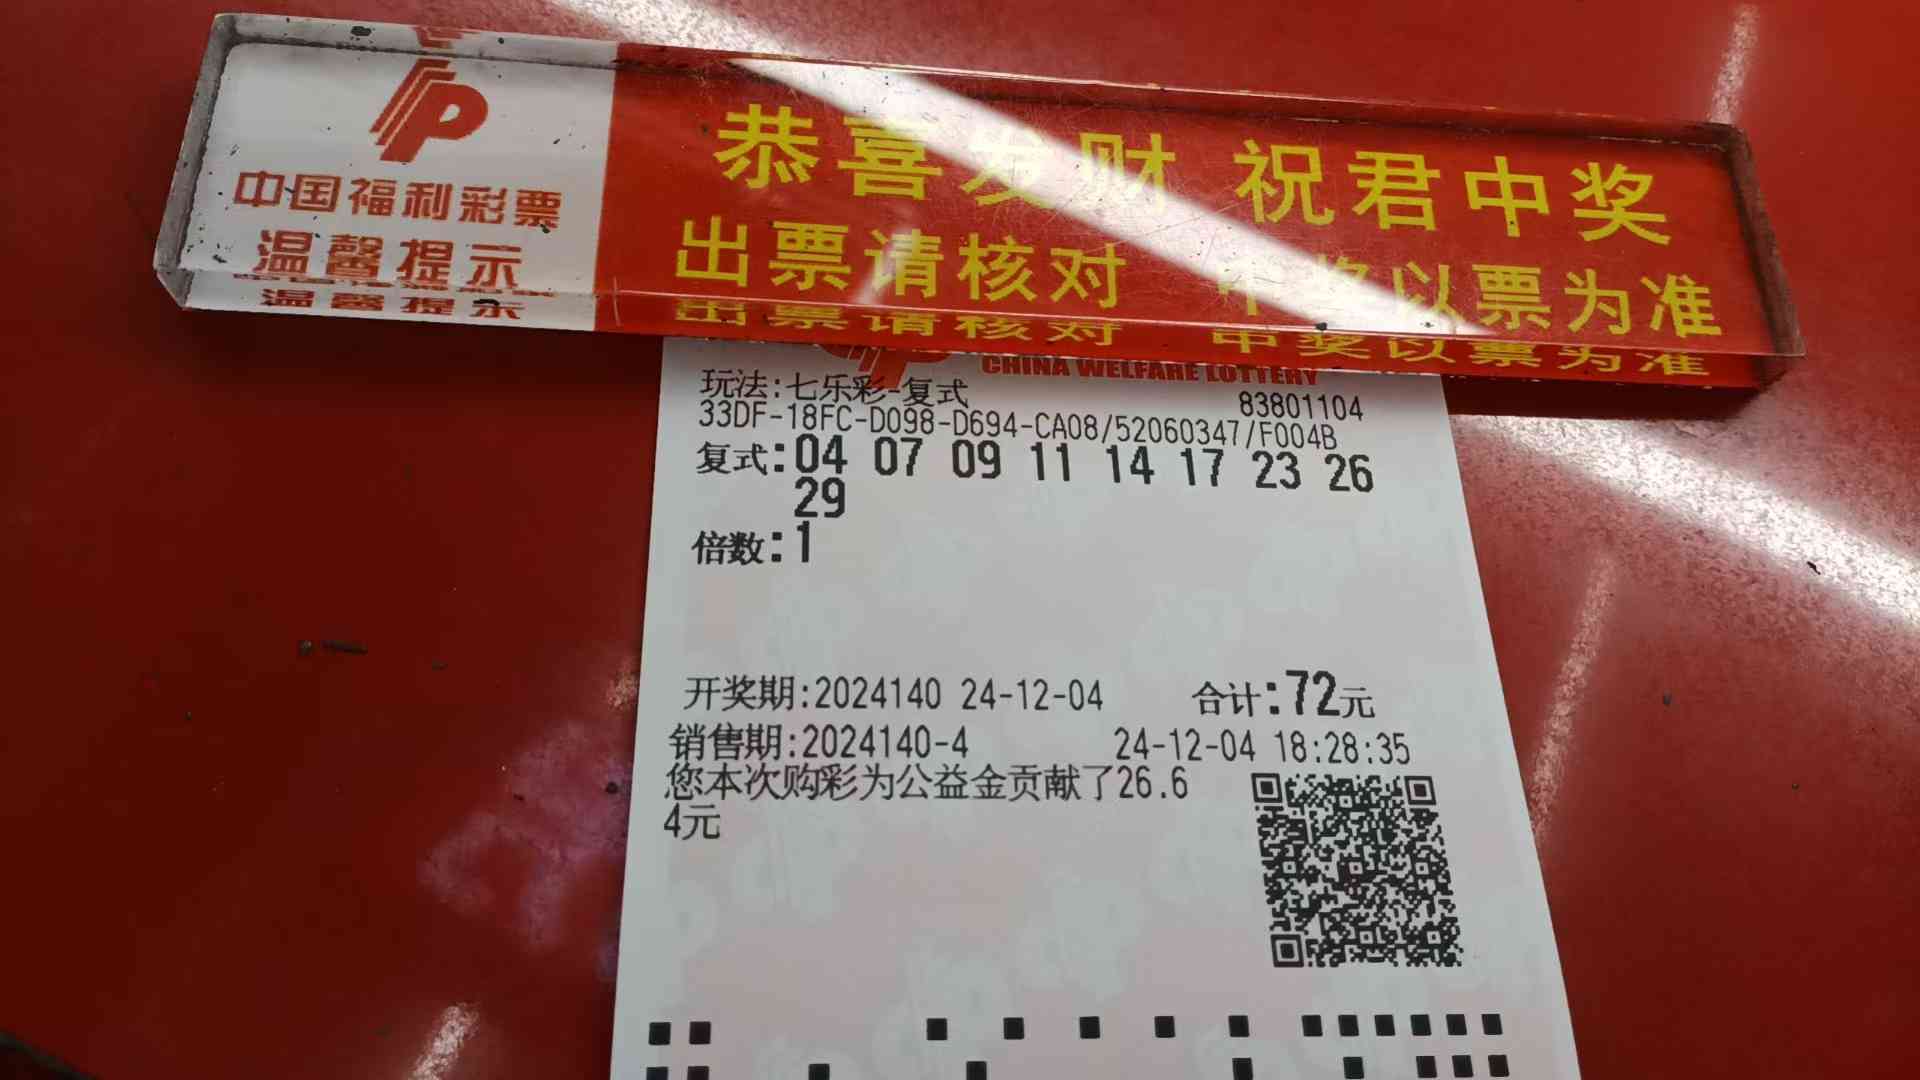 中国福利彩票
温馨提示
恭喜发财 祝君中奖
出票请核对 中奖以票为准
CHINA WELFARE LOTTERY
玩法:七乐彩-复式
83801104
33DF-18FC-D098-D694-CA08/52060347/F004B
复式:04 07 09 11 14 17 23 26
29
倍数:1
开奖期:2024140 24-12-04 合计:72元
销售期:2024140-4 24-12-04 18:28:35
您本次购彩为公益金贡献了26.6
4元